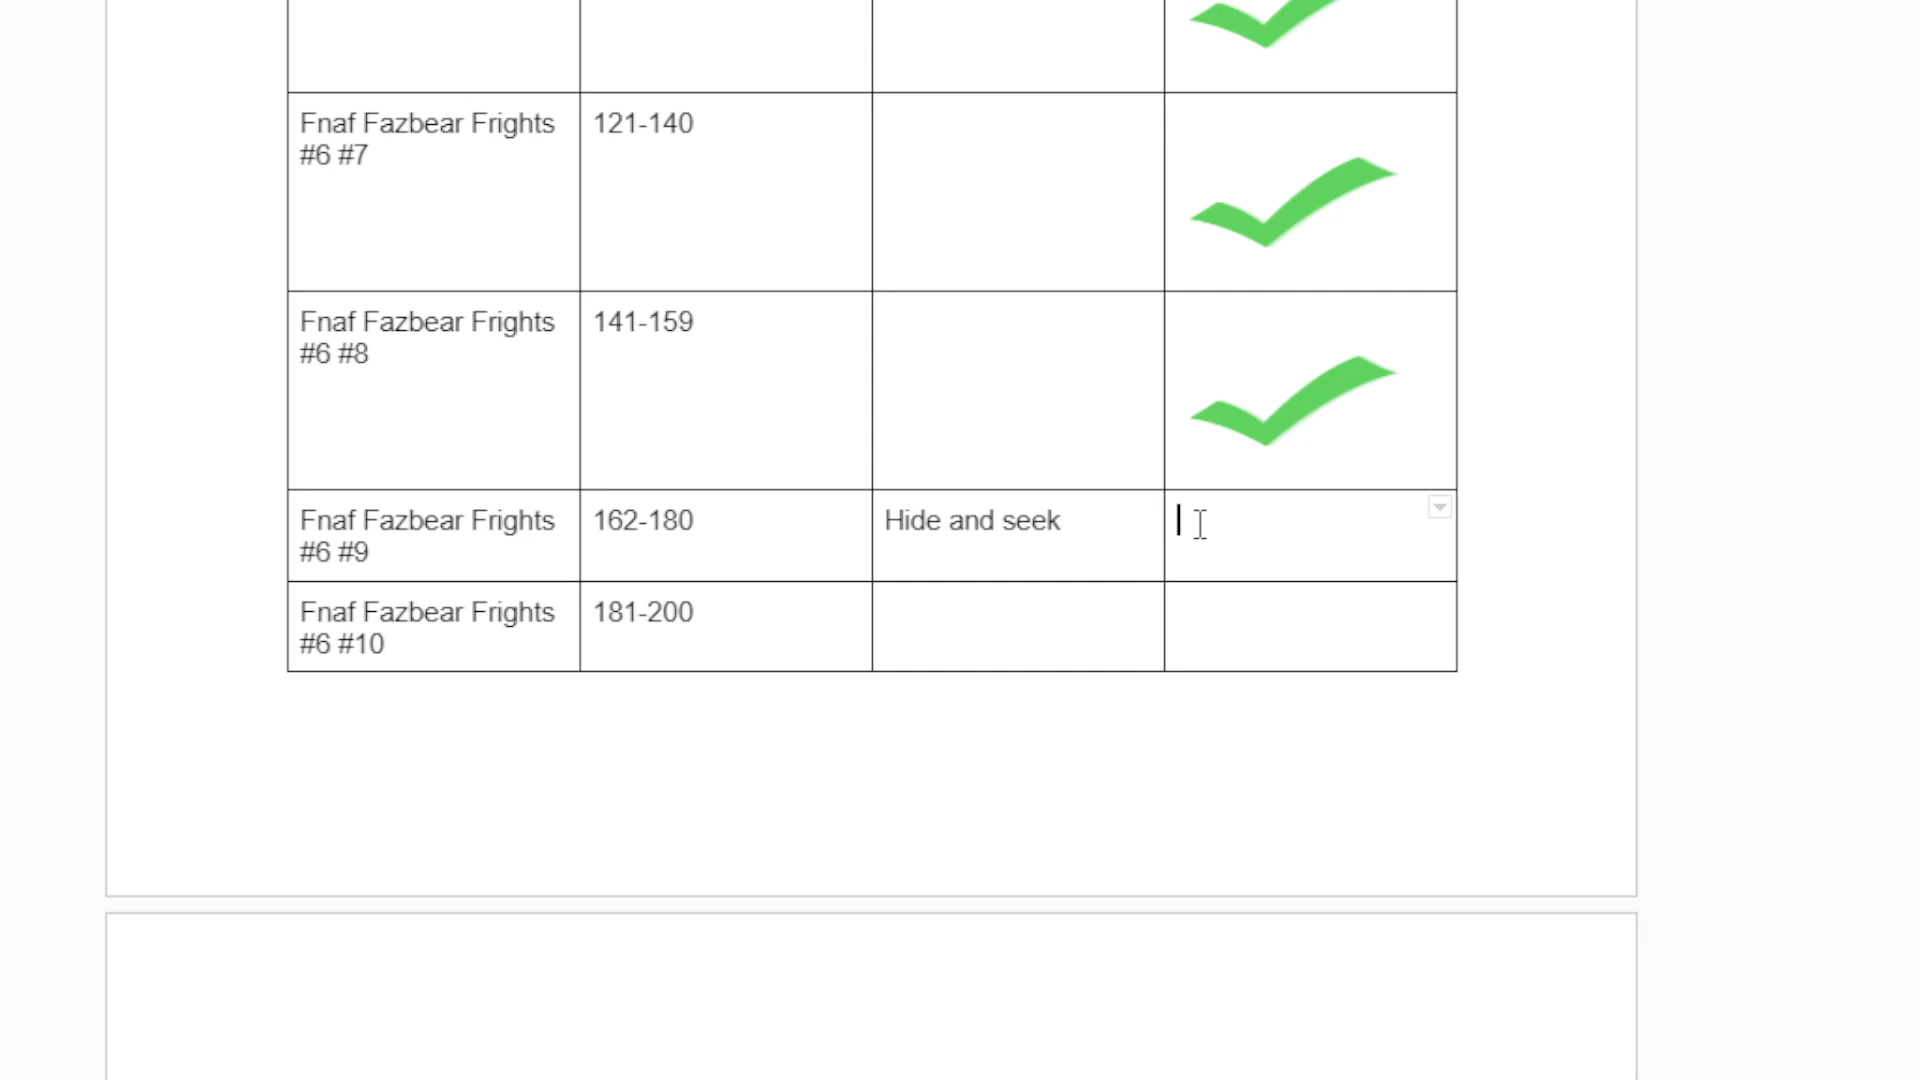 Fnaf Fazbear Frights
#6 #7
121-140
Fnaf Fazbear Frights
#6 #8
141-159
Fnaf Fazbear Frights
#6 #9
162-180
Hide and seek
Fnaf Fazbear Frights
#6 #10
181-200